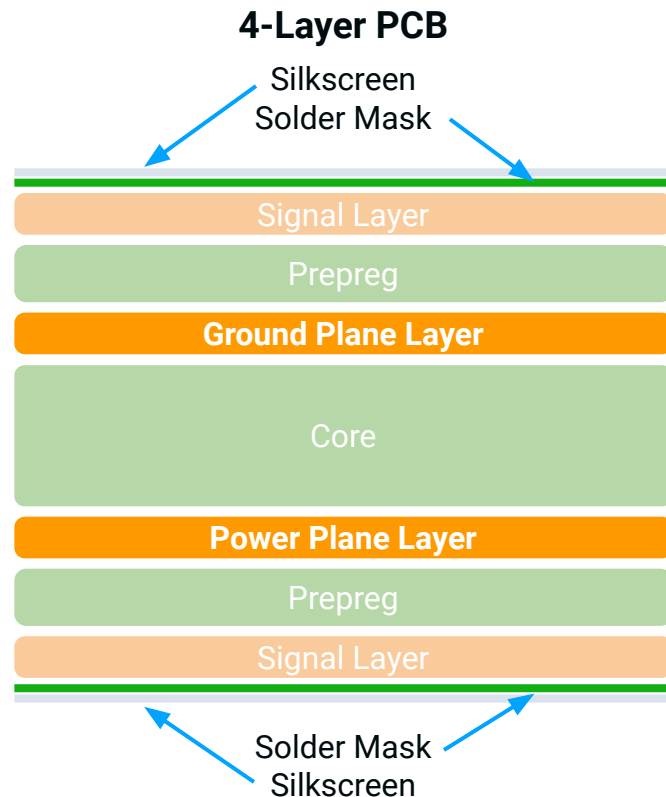 4-Layer PCB
Silkscreen
Solder Mask
Signal Layer
Prepreg
Ground Plane Layer
Core
Power Plane Layer
Prepreg
Signal Layer
Solder Mask
Silkscreen